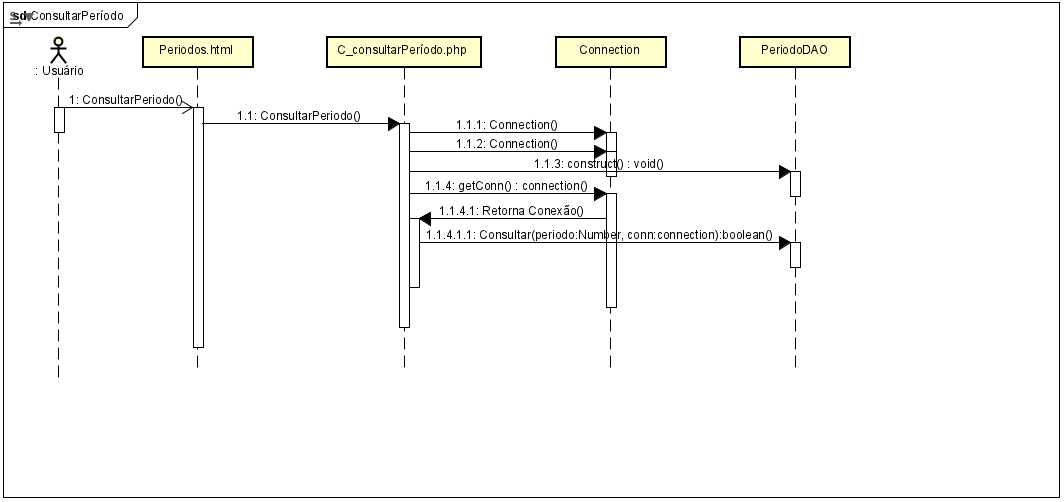 sd ConsultarPeríodo
Periodos.html
C_consultarPeríodo.php
Connection
PeriodoDAO
: Usuário
1: ConsultarPeriodo()
1.1: ConsultarPeriodo()
1.1.1: Connection()
1.1.2: Connection()
1.1.3: construct() : void()
1.1.4: getConn() : connection()
1.1.4.1: Retorna Conexão()
1.1.4.1.1: Consultar(periodo:Number, conn:connection):boolean()